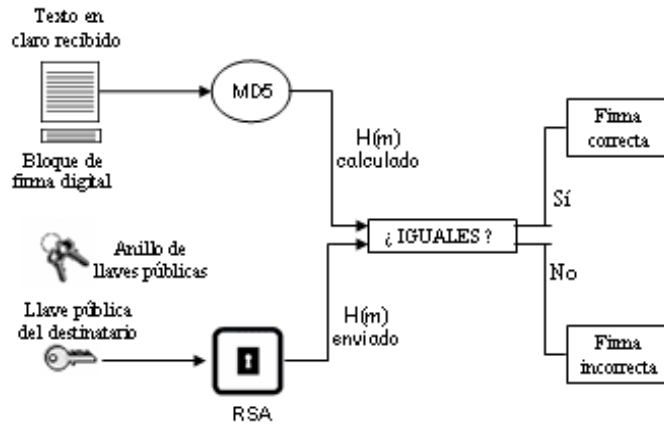 Texto en
claro recibido
MD5
Bloque de
firma digital
H(m)
calculado
Firma
correcta
Sí
¿IGUALES?
No
Anillo de
llaves públicas
Llave pública
del destinatario
H(m)
enviado
RSA
Firma
incorrecta